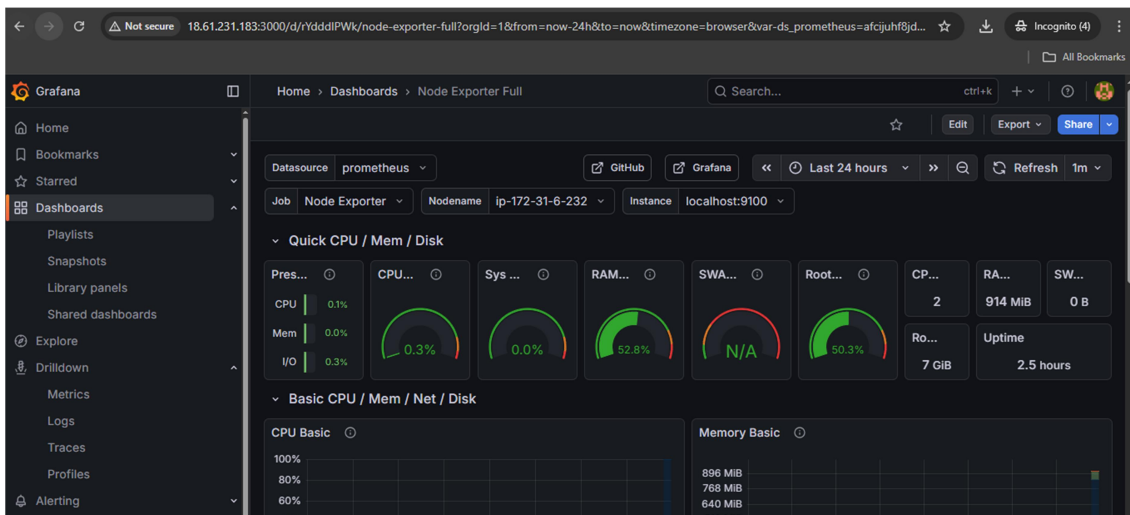 Not secure 18.61.231.183:3000/d/rYdddlPWk/node-exporter-full?orgId=1&from=now-24h&to=now&timezone=browser&var-ds_prometheus=afcijuhf8jd... Incognito (4)
All Bookmarks
Grafana Home › Dashboards › Node Exporter Full Search... ctrl+k
Home
Bookmarks
Starred
Dashboards
Playlists
Snapshots
Library panels
Shared dashboards
Explore
Drilldown
Metrics
Logs
Traces
Profiles
Alerting
Edit Export Share
Datasource prometheus GitHub Grafana Last 24 hours Refresh 1m
Job Node Exporter Nodename ip-172-31-6-232 Instance localhost:9100
Quick CPU / Mem / Disk
Pres... CPU... Sys ... RAM... SWA... Root... CP... RA... SW...
CPU 0.1%
Mem 0.0%
I/O 0.3%
0.3% 0.0% 52.8% N/A 50.3%
2 914 MiB 0 B
Ro... Uptime
7 GiB 2.5 hours
Basic CPU / Mem / Net / Disk
CPU Basic Memory Basic
100%
80%
60%
896 MiB
768 MiB
640 MiB